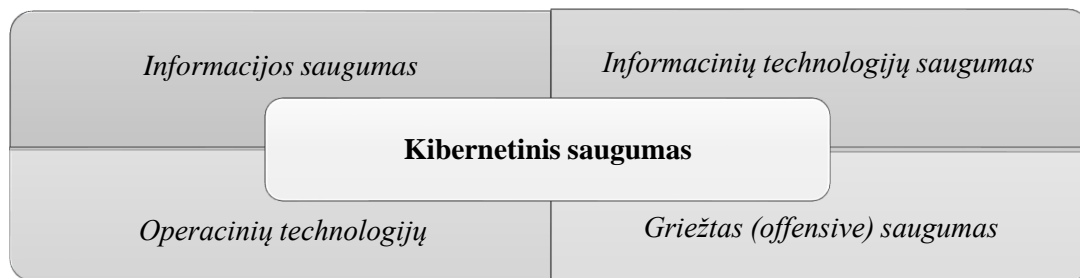 Informacijos saugumas
Informacinių technologijų saugumas
Kibernetinis saugumas
Operacinių technologijų
Griežtas (offensive) saugumas